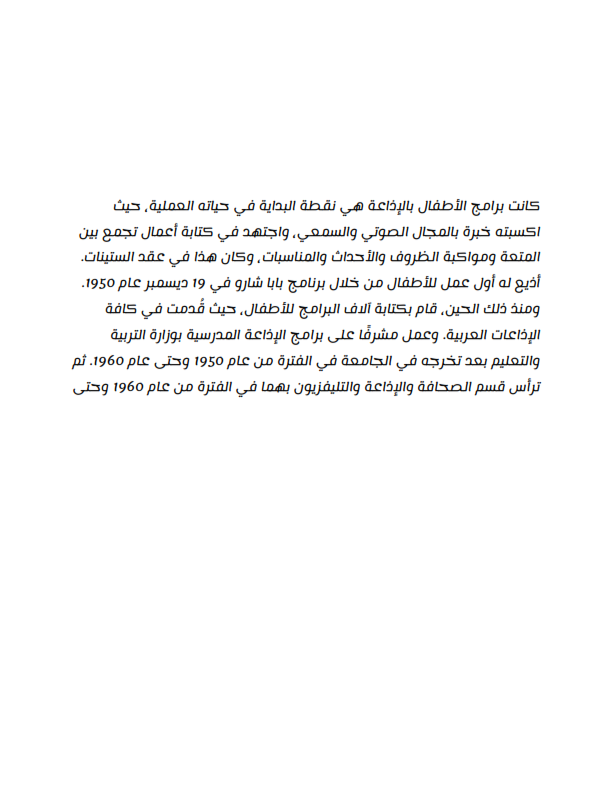 كانت برامج الأطفال بالإذاعة هي نقطة البداية في حياته العملية، حيث
اكسبته خبرة بالمجال الصوتي والسمعي، واجتهد في كتابة أعمال تجمع بين
المتعة ومواكبة الظروف والأحداث والمناسبات، وكان هذا في عقد الستينات.
أذيع له أول عمل للأطفال من خلال برنامج بابا شارو في 19 ديسمبر عام 1950.
ومنذ ذلك الحين، قام بكتابة آلاف البرامج للأطفال، حيث قُدمت في كافة
الإذاعات العربية. وعمل مشرفًا على برامج الإذاعة المدرسية بوزارة التربية
والتعليم بعد تخرجه في الجامعة في الفترة من عام 1950 وحتى عام 1960. ثم
ترأس قسم الصحافة والإذاعة والتليفزيون بهما في الفترة من عام 1960 وحتى